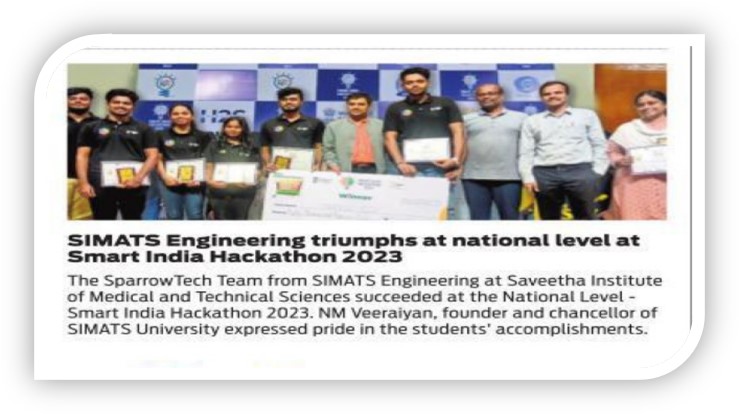 Winner
SIMATS Engineering triumphs at national level at
Smart India Hackathon 2023
The SparrowTech Team from SIMATS Engineering at Saveetha Institute
of Medical and Technical Sciences succeeded at the National Level -
Smart India Hackathon 2023. NM Veeraiyan, founder and chancellor of
SIMATS University expressed pride in the students' accomplishments.